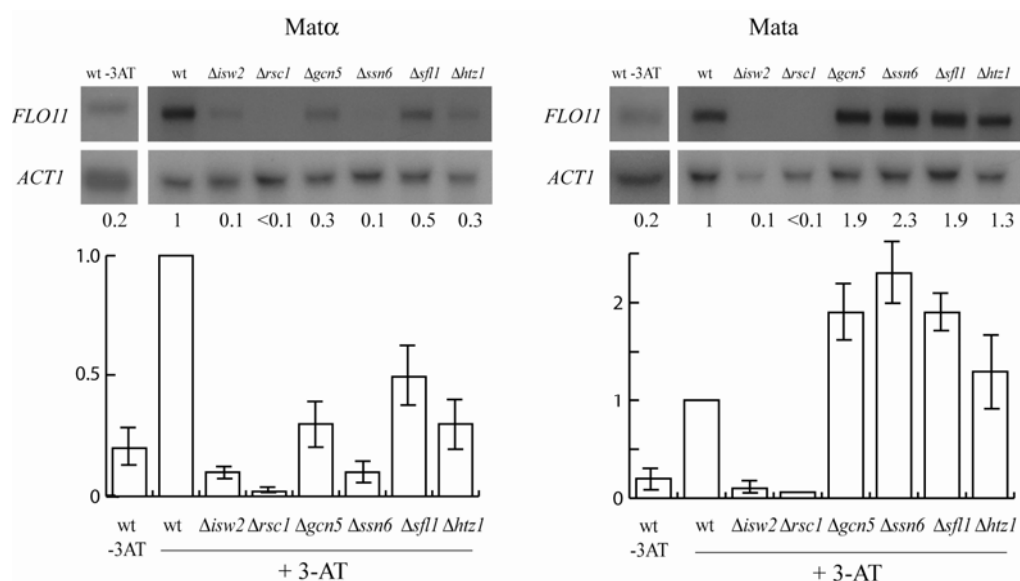 Matα
wt -3AT wt Δisw2 Δrsc1 Δgcn5 Δssn6 Δsfl1 Δhtz1
FLO11
ACT1
0.2 1 0.1 <0.1 0.3 0.1 0.5 0.3
1.0
0.5
0
wt wt Δisw2 Δrsc1 Δgcn5 Δssn6 Δsfl1 Δhtz1
-3AT
+ 3-AT
Mata
wt -3AT wt Δisw2 Δrsc1 Δgcn5 Δssn6 Δsfl1 Δhtz1
FLO11
ACT1
0.2 1 0.1 <0.1 1.9 2.3 1.9 1.3
2
1
0
wt wt Δisw2 Δrsc1 Δgcn5 Δssn6 Δsfl1 Δhtz1
-3AT
+ 3-AT